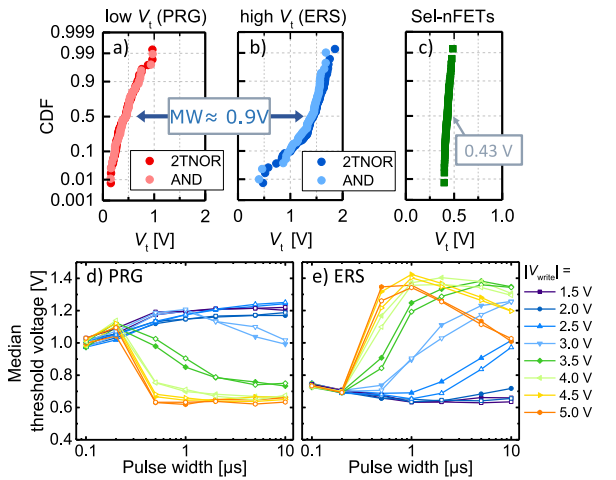 low Vt (PRG)
high Vt (ERS)
Sel-nFETs
a)
b)
c)
CDF
0.999
0.99
0.9
0.5
0.1
0.01
0.001
MW≈ 0.9V
2TNOR
AND
2TNOR
AND
0.43 V
0 1 2
0 1 2
0.0 0.5 1.0
Vt [V]
Vt [V]
Vt [V]
d) PRG
e) ERS
Median
threshold voltage [V]
1.4
1.2
1.0
0.8
0.6
0.4
0.1 1 10
0.1 1 10
Pulse width [µs]
Pulse width [µs]
|Vwrite| =
1.5 V
2.0 V
2.5 V
3.0 V
3.5 V
4.0 V
4.5 V
5.0 V